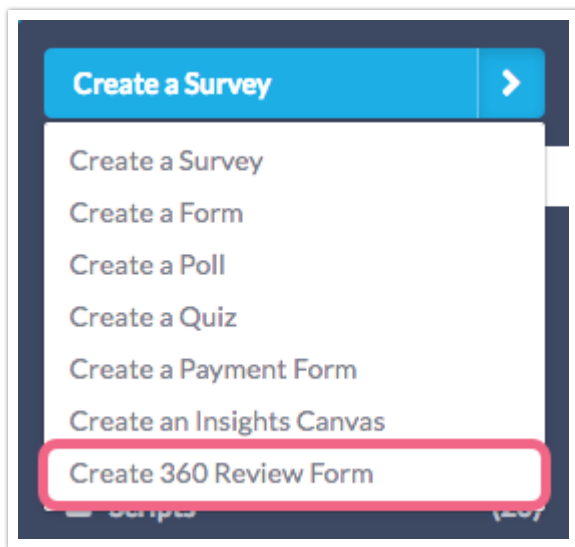 Create a Survey
Create a Survey
Create a Form
Create a Poll
Create a Quiz
Create a Payment Form
Create an Insights Canvas
Create 360 Review Form